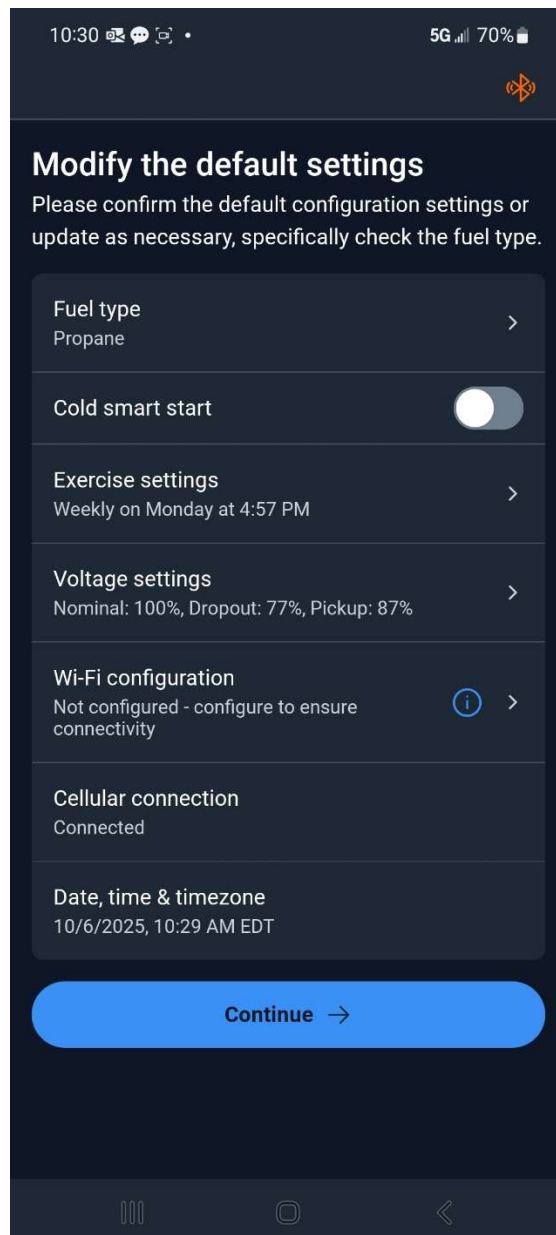 10:30
5G 70%
Modify the default settings
Please confirm the default configuration settings or
update as necessary, specifically check the fuel type.
Fuel type
Propane
Cold smart start
Exercise settings
Weekly on Monday at 4:57 PM
Voltage settings
Nominal: 100%, Dropout: 77%, Pickup: 87%
Wi-Fi configuration
Not configured - configure to ensure
connectivity
Cellular connection
Connected
Date, time & timezone
10/6/2025, 10:29 AM EDT
Continue →